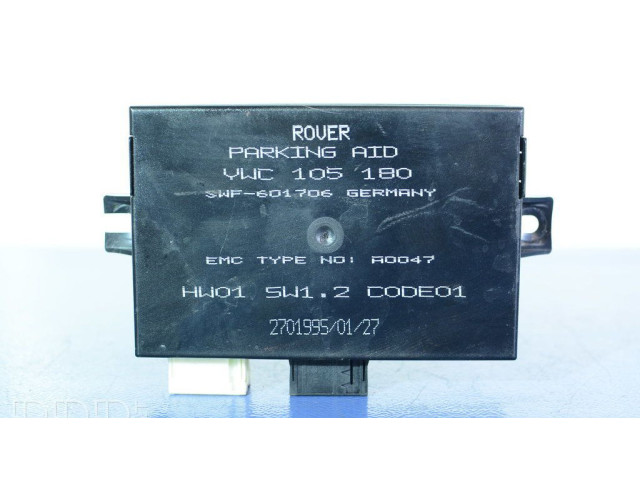 ROVER
PARKING AID
YWC 105 180
SWF-601706 GERMANY
EMC TYPE NO: A0047
HW01 SW1.2 CODE01
2701995/01/27